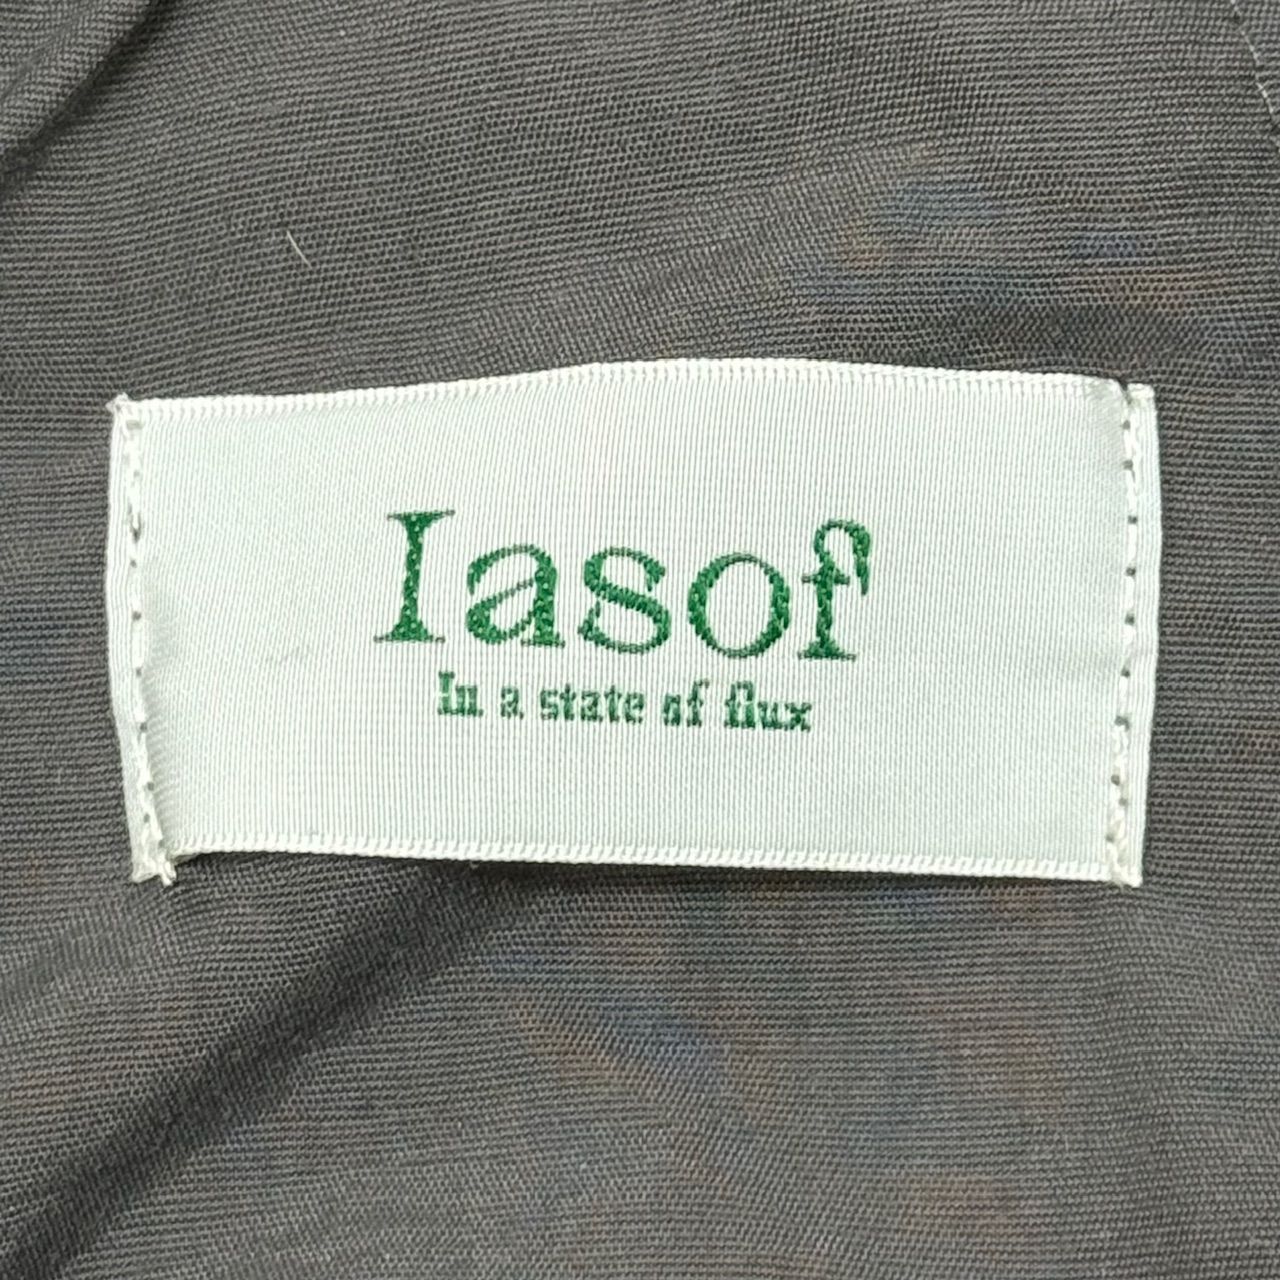 Iasof
In a state of flux